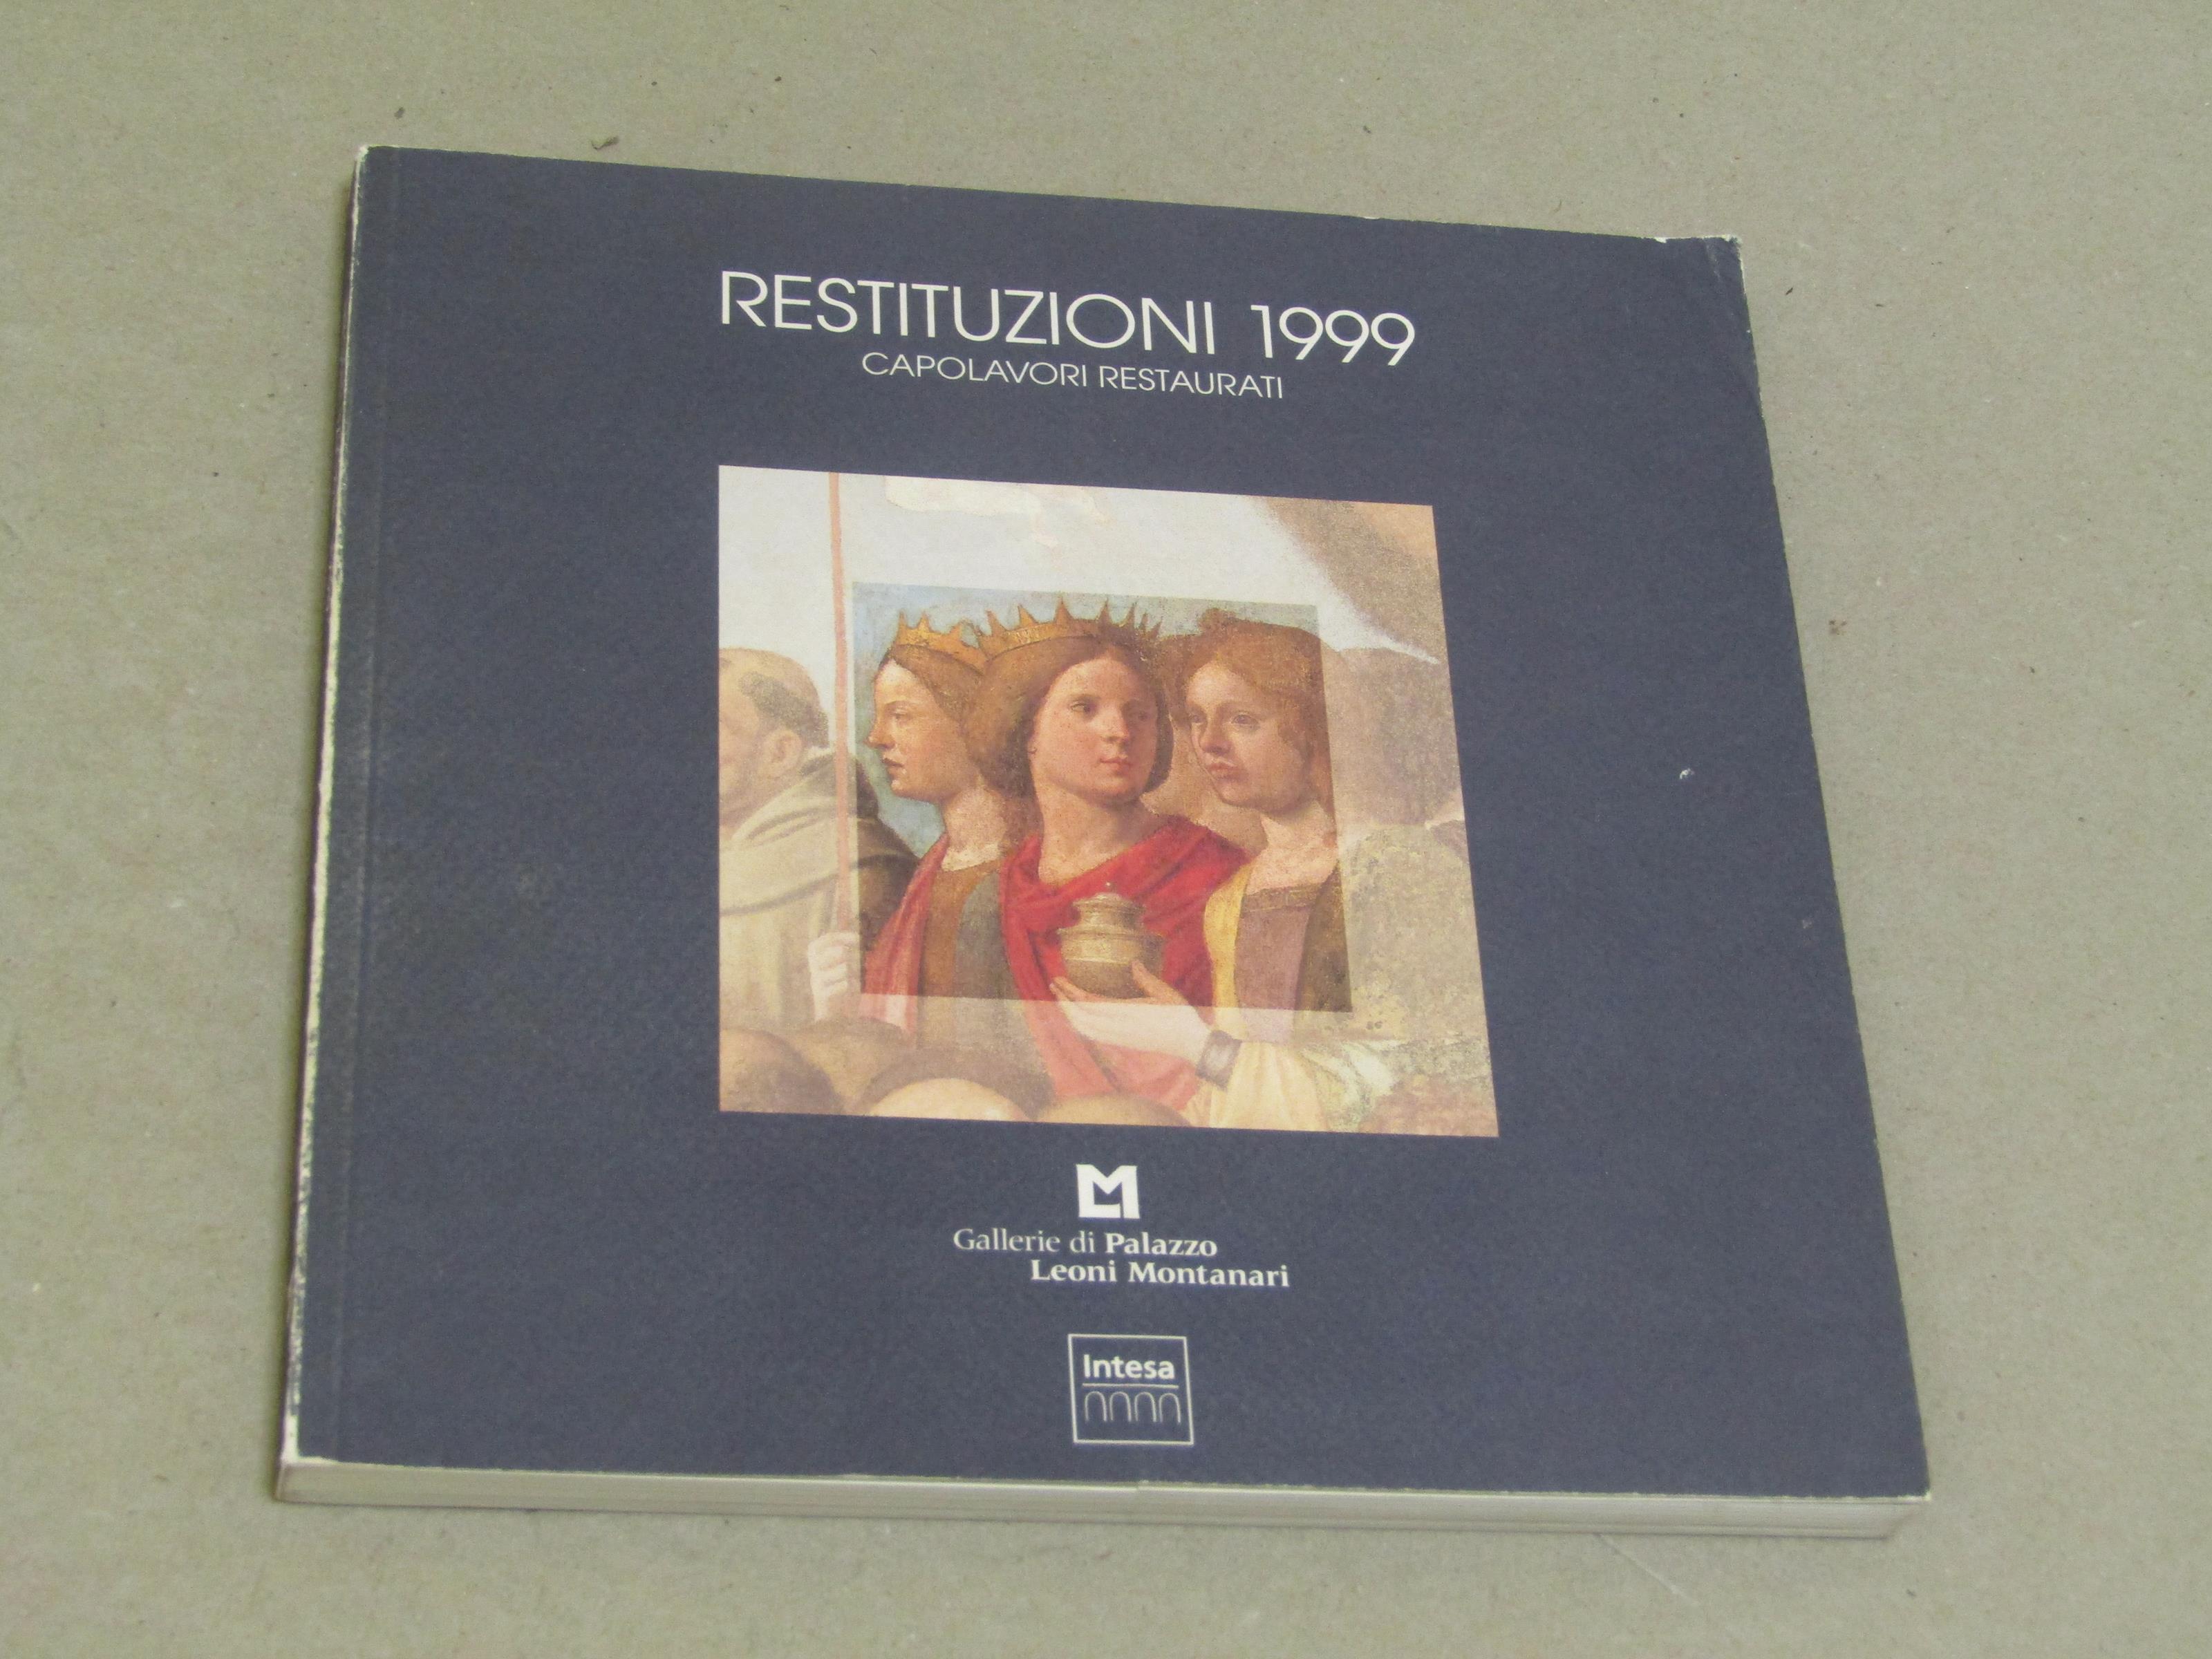 RESTITUZIONI 1999
CAPOLAVORI RESTAURATI
LM
Gallerie di Palazzo
Leoni Montanari
Intesa